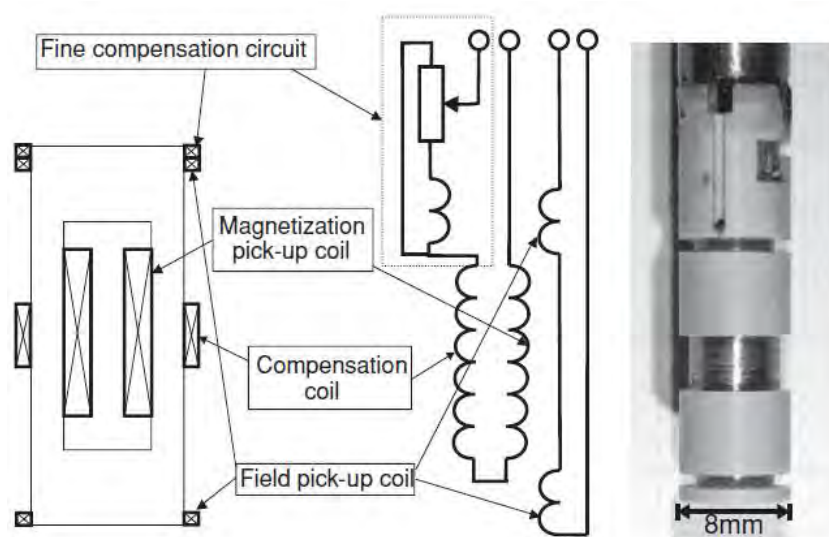 Fine compensation circuit
Magnetization
pick-up coil
Compensation
coil
Field pick-up coil
8mm